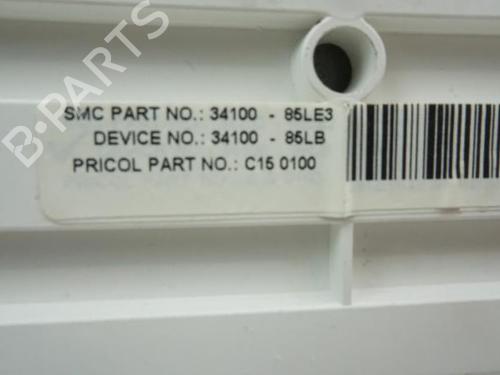 SMC PART NO.: 34100 - 85LE3
DEVICE NO.: 34100 - 85LB
PRICOL PART NO.: C15 0100
B-PARTS